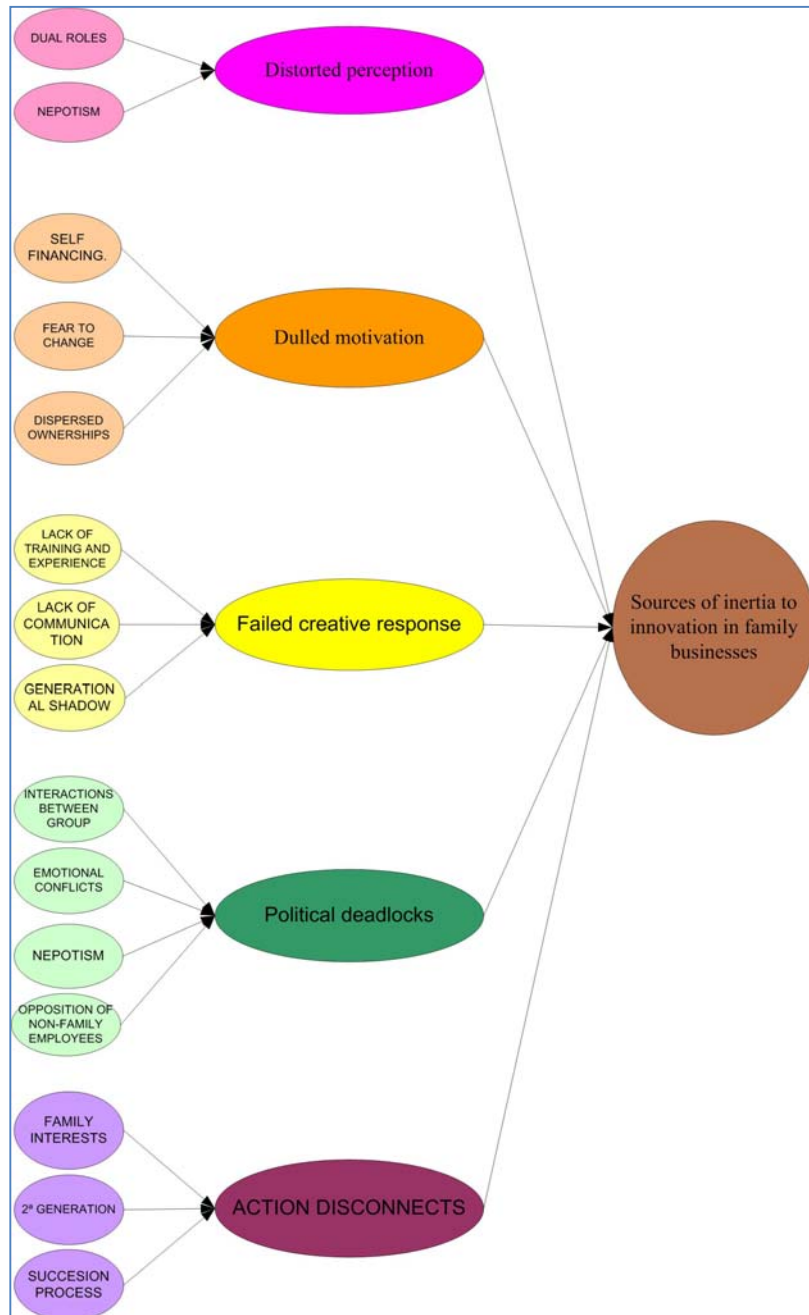 DUAL ROLES
NEPOTISM
Distorted perception
SELF
FINANCING.
FEAR TO
CHANGE
DISPERSED
OWNERSHIPS
Dulled motivation
LACK OF
TRAINING AND
EXPERIENCE
LACK OF
COMMUNICA
TION
GENERATION
AL SHADOW
Failed creative response
INTERACTIONS
BETWEEN
GROUP
EMOTIONAL
CONFLICTS
NEPOTISM
OPPOSITION OF
NON-FAMILY
EMPLOYEES
Political deadlocks
FAMILY
INTERESTS
2ª GENERATION
SUCCESION
PROCESS
ACTION DISCONNECTS
Sources of inertia to
innovation in family
businesses